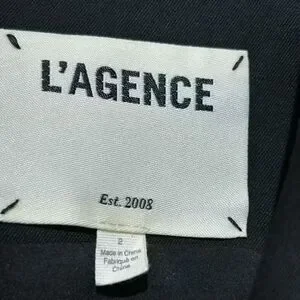 L'AGENCE
Est. 2008
2
Made in China
Fabriqué en
Chine